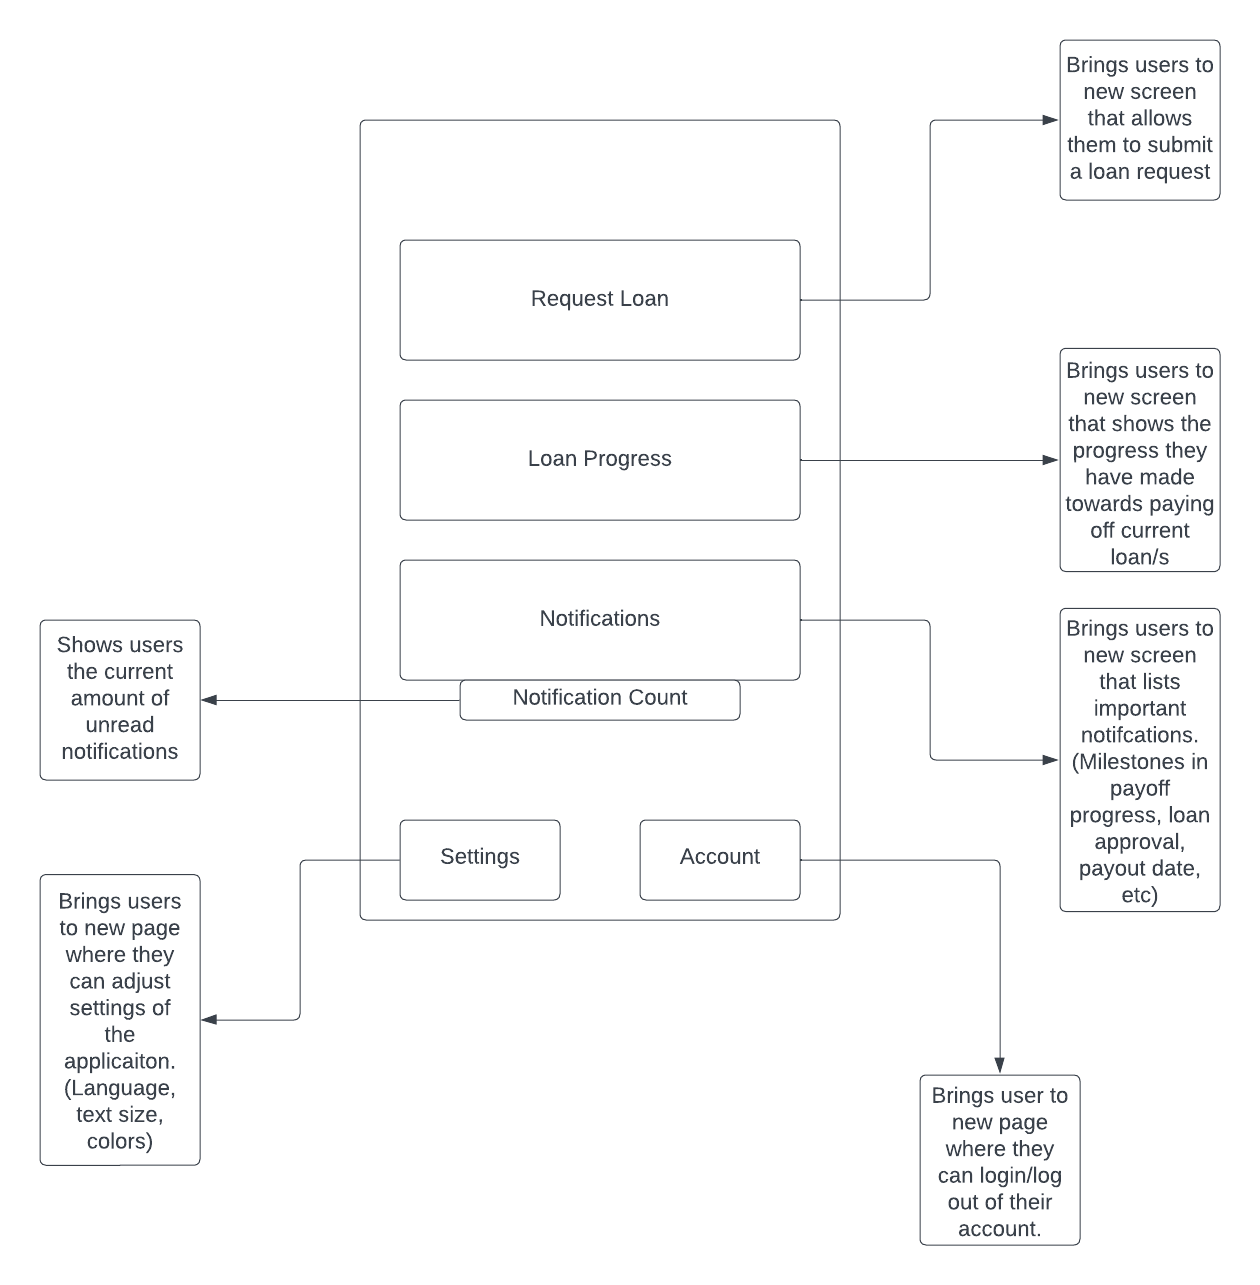 Brings users to
new screen
that allows
them to submit
a loan request
Request Loan
Brings users to
new screen
that shows the
progress they
have made
towards paying
off current
loan/s
Loan Progress
Notifications
Brings users to
new screen
that lists
important
notifcations.
(Milestones in
payoff
progress, loan
approval,
payout date,
etc)
Shows users
the current
amount of
unread
notifications
Notification Count
Settings
Account
Brings users
to new page
where they
can adjust
settings of
the
applicaiton.
(Language,
text size,
colors)
Brings user to
new page
where they
can login/log
out of their
account.